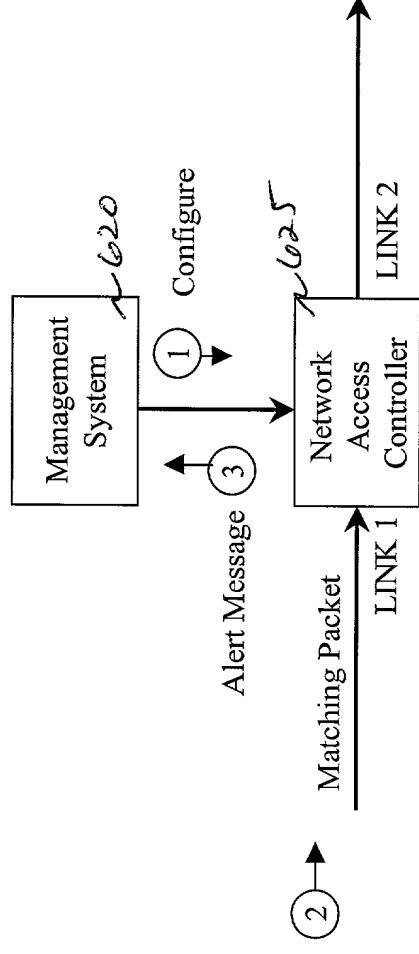 Management
System
620
1
Configure
3
Alert Message
625
Network
Access
Controller
2
Matching Packet
LINK 1
LINK 2